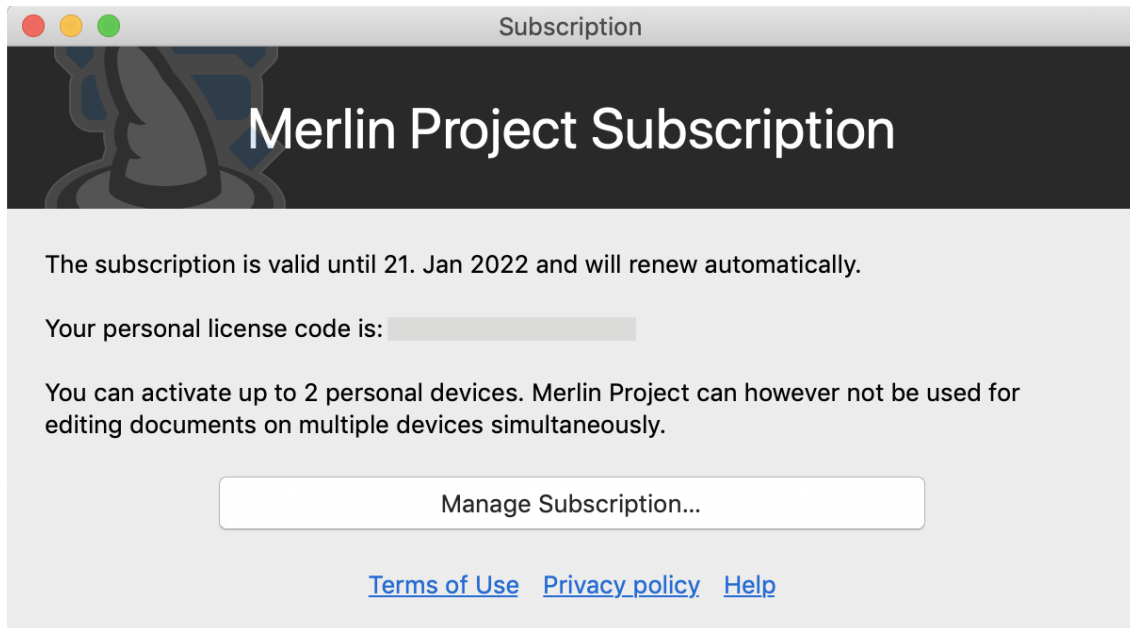 Subscription
Merlin Project Subscription
The subscription is valid until 21. Jan 2022 and will renew automatically.
Your personal license code is:
You can activate up to 2 personal devices. Merlin Project can however not be used for
editing documents on multiple devices simultaneously.
Manage Subscription...
Terms of Use Privacy policy Help